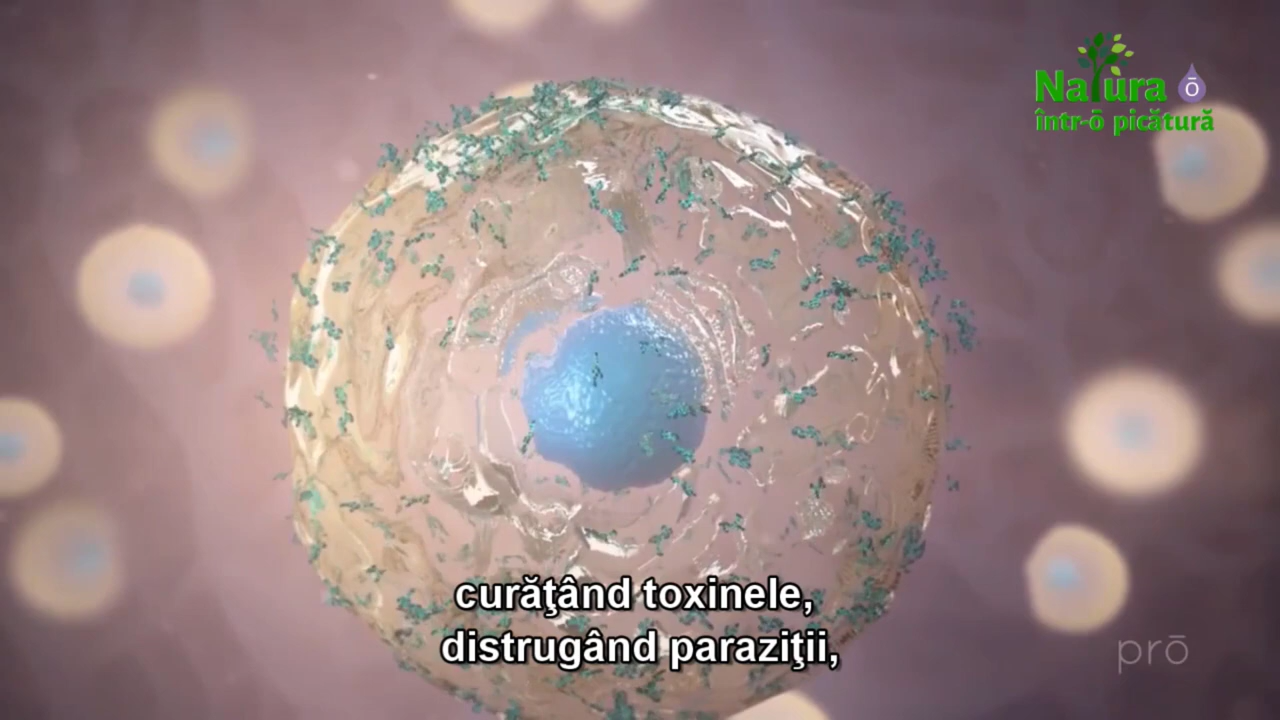 Natura
ō
într-ō picătură
curăţând toxinele,
distrugând paraziţii,
prō